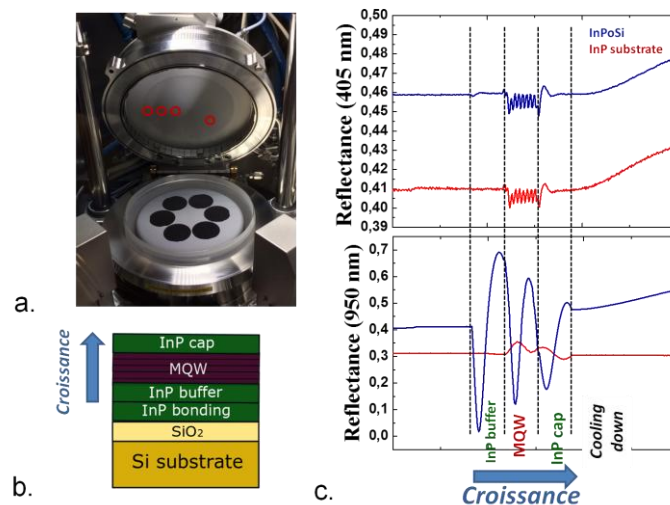 a.
Croissance
InP cap
MQW
InP buffer
InP bonding
SiO₂
Si substrate
b.
Reflectance (405 nm)
0,50
0,49
0,48
0,47
0,46
0,45
0,44
0,43
0,42
0,41
0,40
0,39
InPoSi
InP substrate
Reflectance (950 nm)
0,7
0,6
0,5
0,4
0,3
0,2
0,1
0,0
InP buffer
MQW
InP cap
Cooling
down
Croissance
c.